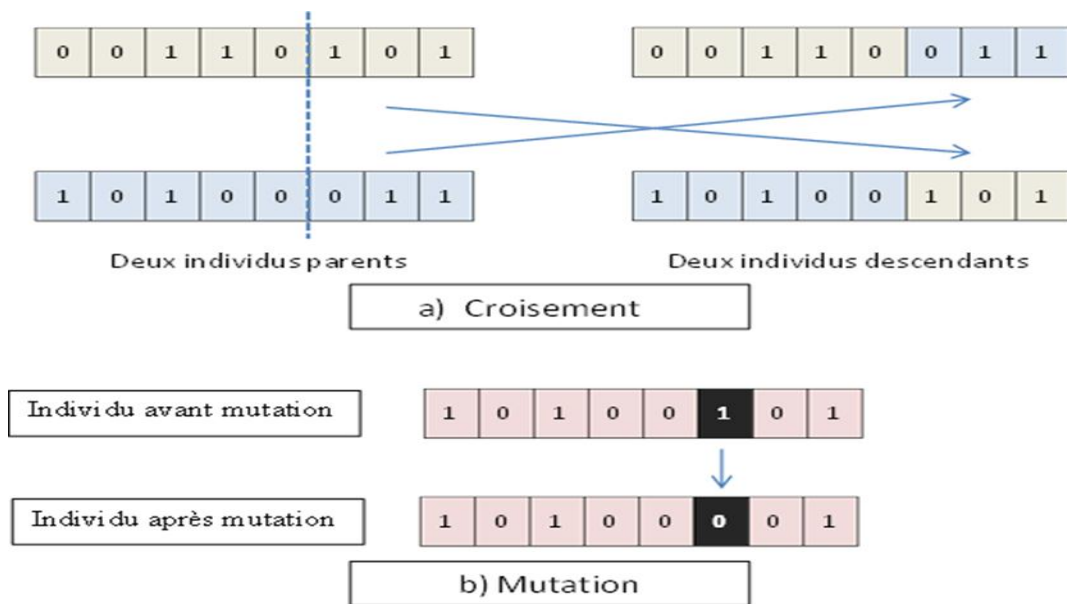 0 0 1 1 0 1 0 1
0 0 1 1 0 0 1 1
1 0 1 0 0 0 1 1
1 0 1 0 0 1 0 1
Deux individus parents
Deux individus descendants
a) Croisement
Individu avant mutation
1 0 1 0 0 1 0 1
Individu après mutation
1 0 1 0 0 0 0 1
b) Mutation